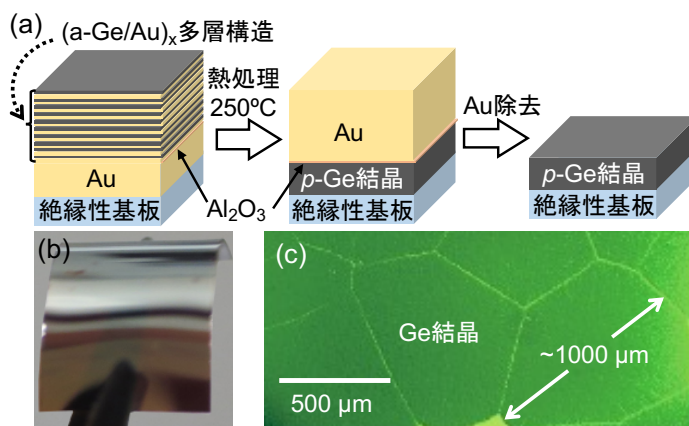 (a)
(a-Ge/Au)x多層構造
熱処理
250ºC
Au除去
Au
Au
p-Ge結晶
p-Ge結晶
絶縁性基板
Al2O3
絶縁性基板
絶縁性基板
(b)
(c)
Ge結晶
~1000 μm
500 μm